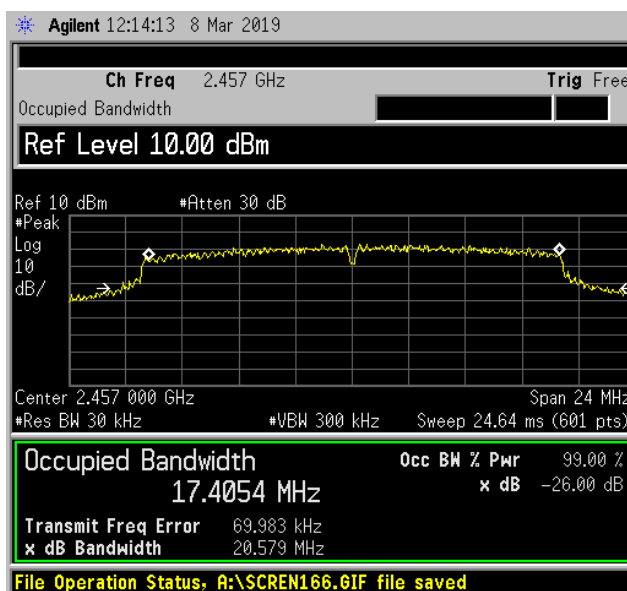 Agilent 12:14:13 8 Mar 2019
Ch Freq 2.457 GHz Trig Free
Occupied Bandwidth
Ref Level 10.00 dBm
Ref 10 dBm #Atten 30 dB
#Peak
Log
10
dB/
Center 2.457 000 GHz Span 24 MHz
#Res BW 30 kHz #VBW 300 kHz Sweep 24.64 ms (601 pts)
Occupied Bandwidth Occ BW % Pwr 99.00 %
17.4054 MHz x dB -26.00 dB
Transmit Freq Error 69.983 kHz
x dB Bandwidth 20.579 MHz
File Operation Status, A:\SCREN166.GIF file saved